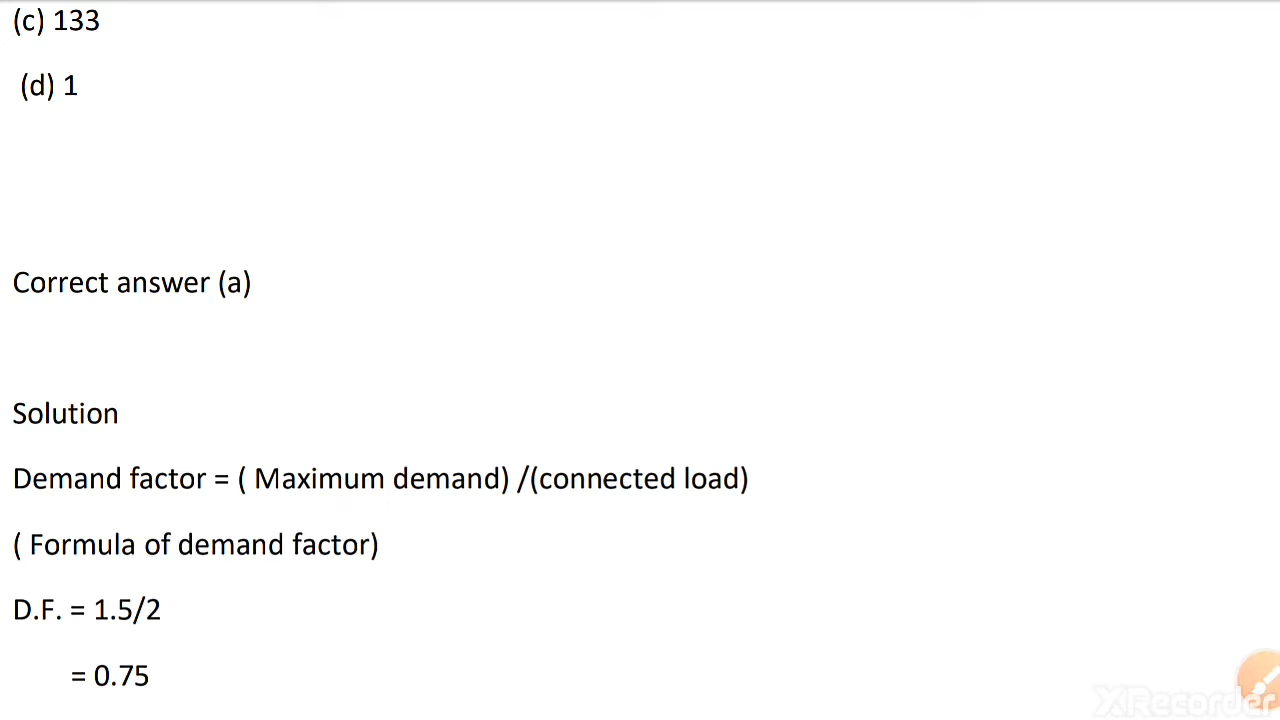 (c) 133
(d) 1
Correct answer (a)
Solution
Demand factor = ( Maximum demand) /(connected load)
( Formula of demand factor)
D.F. = 1.5/2
= 0.75
XRecorder